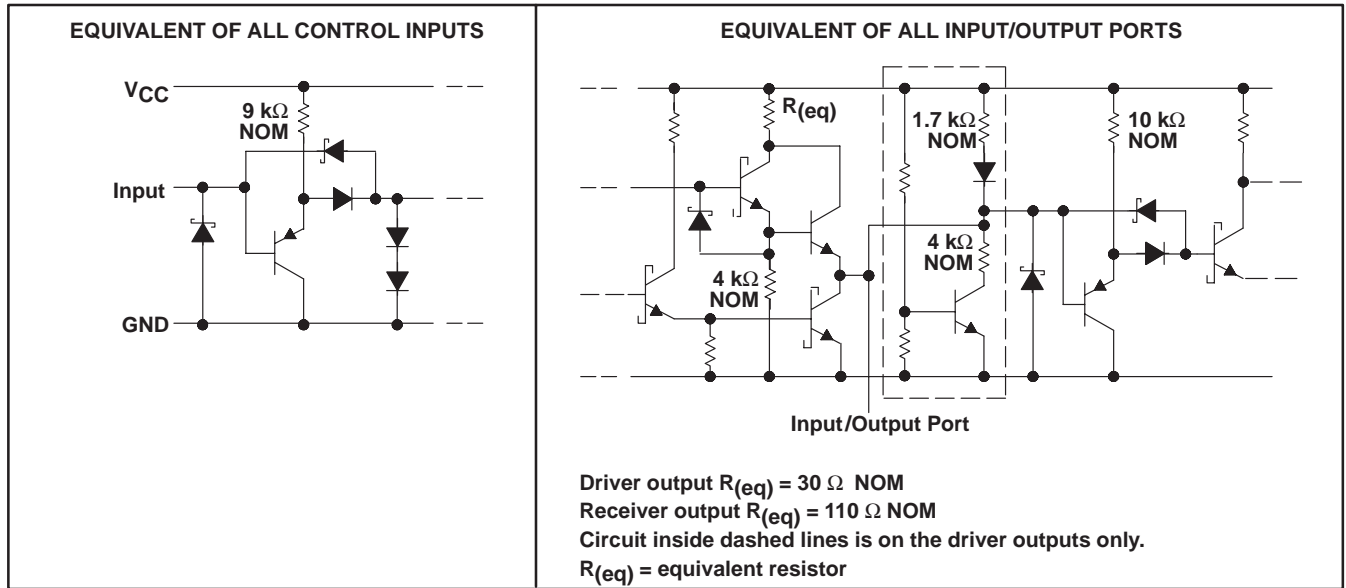 EQUIVALENT OF ALL CONTROL INPUTS
VCC
9 kΩ
NOM
Input
GND
EQUIVALENT OF ALL INPUT/OUTPUT PORTS
R(eq)
1.7 kΩ
NOM
10 kΩ
NOM
4 kΩ
NOM
4 kΩ
NOM
Input/Output Port
Driver output R(eq) = 30 Ω NOM
Receiver output R(eq) = 110 Ω NOM
Circuit inside dashed lines is on the driver outputs only.
R(eq) = equivalent resistor